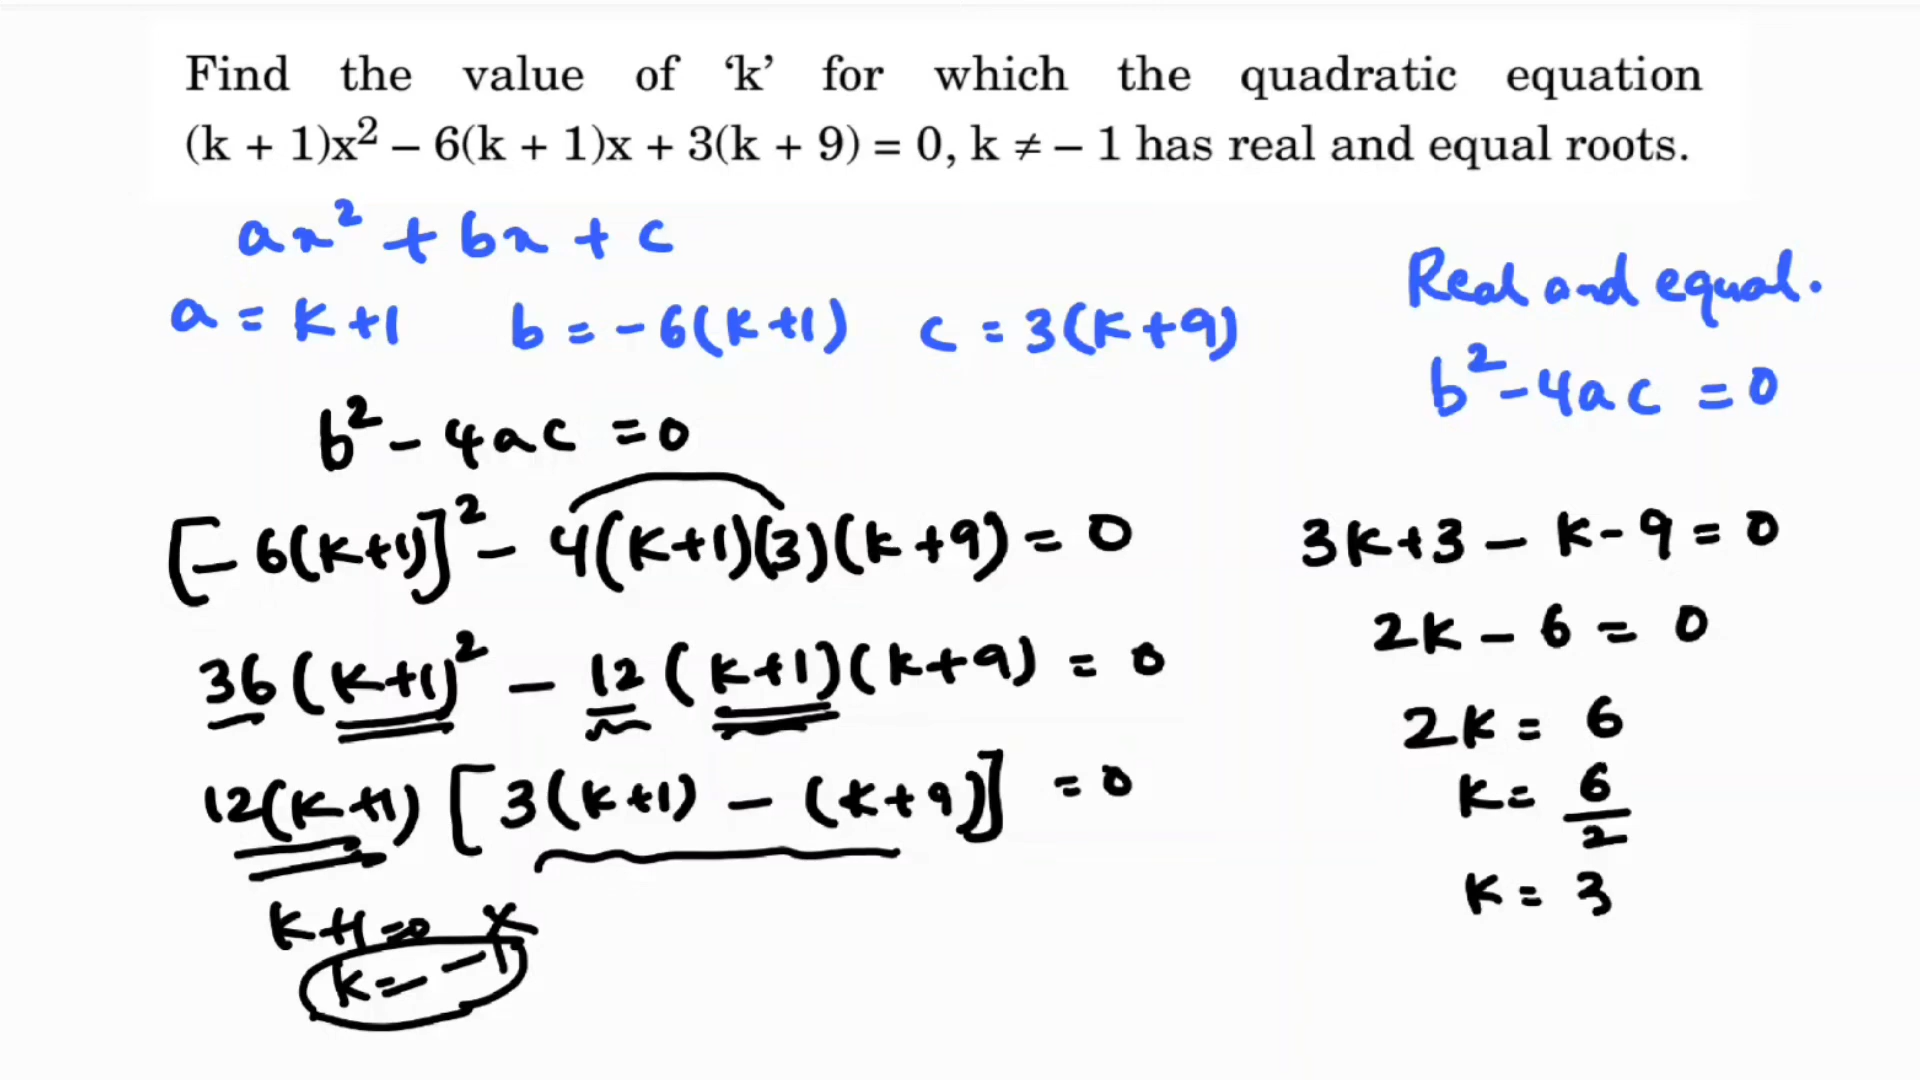 Find the value of ‘k’ for which the quadratic equation
(k + 1)x² – 6(k + 1)x + 3(k + 9) = 0, k ≠ – 1 has real and equal roots.
ax² + bx + c
a = k+1 b = -6(k+1) c = 3(k+9)
Real and equal.
b² - 4ac = 0
b² - 4ac = 0
[-6(k+1)]² - 4(k+1)(3)(k+9) = 0
36(k+1)² - 12(k+1)(k+9) = 0
12(k+1)[3(k+1) - (k+9)] = 0
k+1=0 x
k = -1
3k+3 - k-9 = 0
2k - 6 = 0
2k = 6
k = 6/2
k = 3